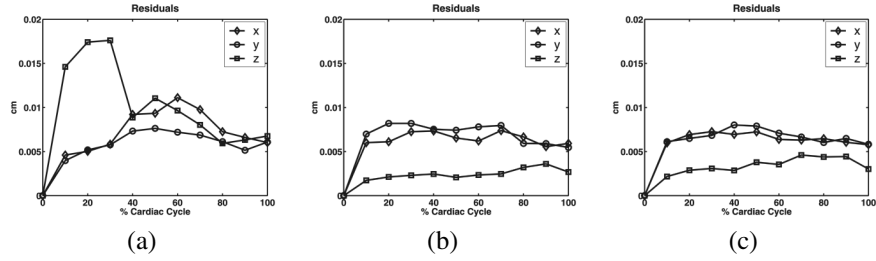 Residuals
0.02
0.015
0.01
0.005
0
cm
x
y
z
0 20 40 60 80 100
% Cardiac Cycle
(a)
Residuals
0.02
0.015
0.01
0.005
0
cm
x
y
z
0 20 40 60 80 100
% Cardiac Cycle
(b)
Residuals
0.02
0.015
0.01
0.005
0
cm
x
y
z
0 20 40 60 80 100
% Cardiac Cycle
(c)